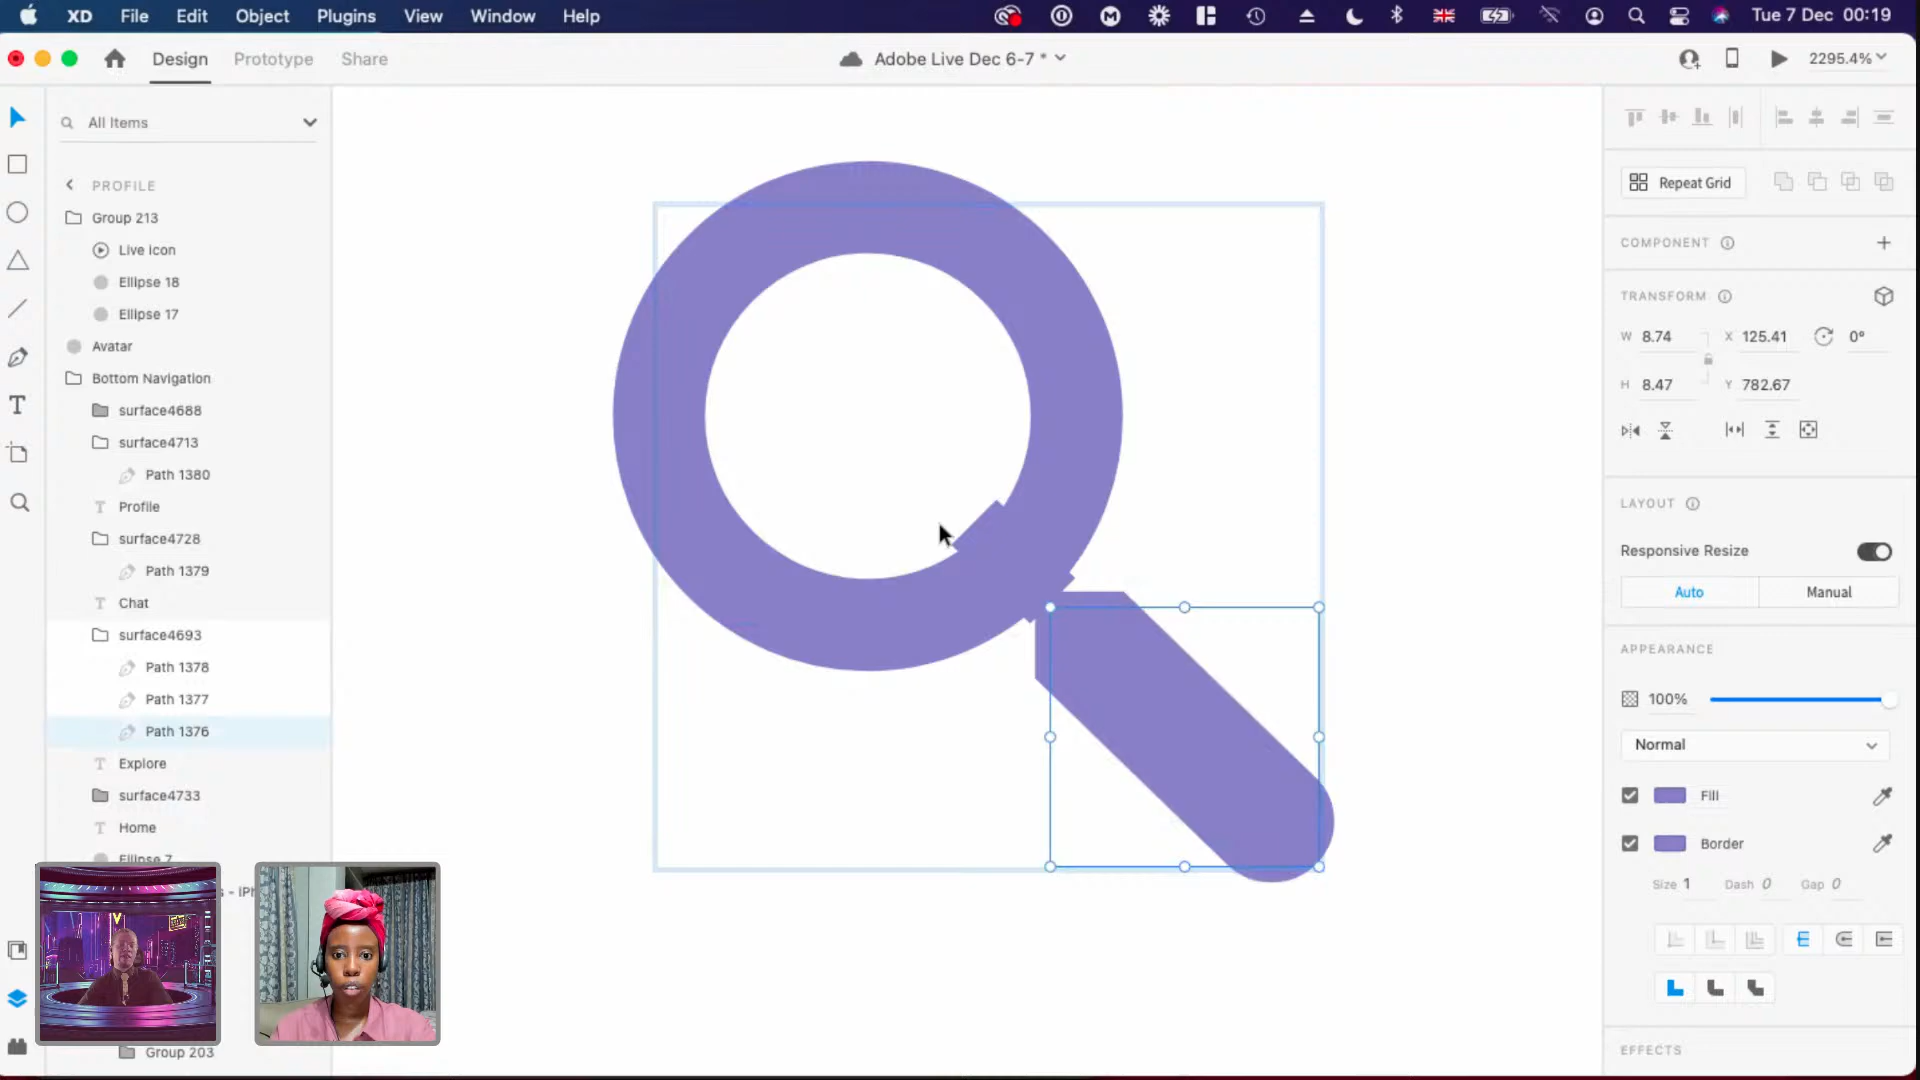 XD File Edit Object Plugins View Window Help Tue 7 Dec 00:19
Design Prototype Share Adobe Live Dec 6-7 * 2295.4%
All Items
PROFILE
Group 213
Live icon
Ellipse 18
Ellipse 17
Avatar
Bottom Navigation
surface4688
surface4713
Path 1380
Profile
surface4728
Path 1379
Chat
surface4693
Path 1378
Path 1377
Path 1376
Explore
surface4733
Home
Ellipse 7
Group 203
Repeat Grid
COMPONENT
TRANSFORM
W 8.74 X 125.41 0°
H 8.47 Y 782.67
LAYOUT
Responsive Resize
Auto Manual
APPEARANCE
100%
Normal
Fill
Border
Size 1 Dash 0 Gap 0
EFFECTS